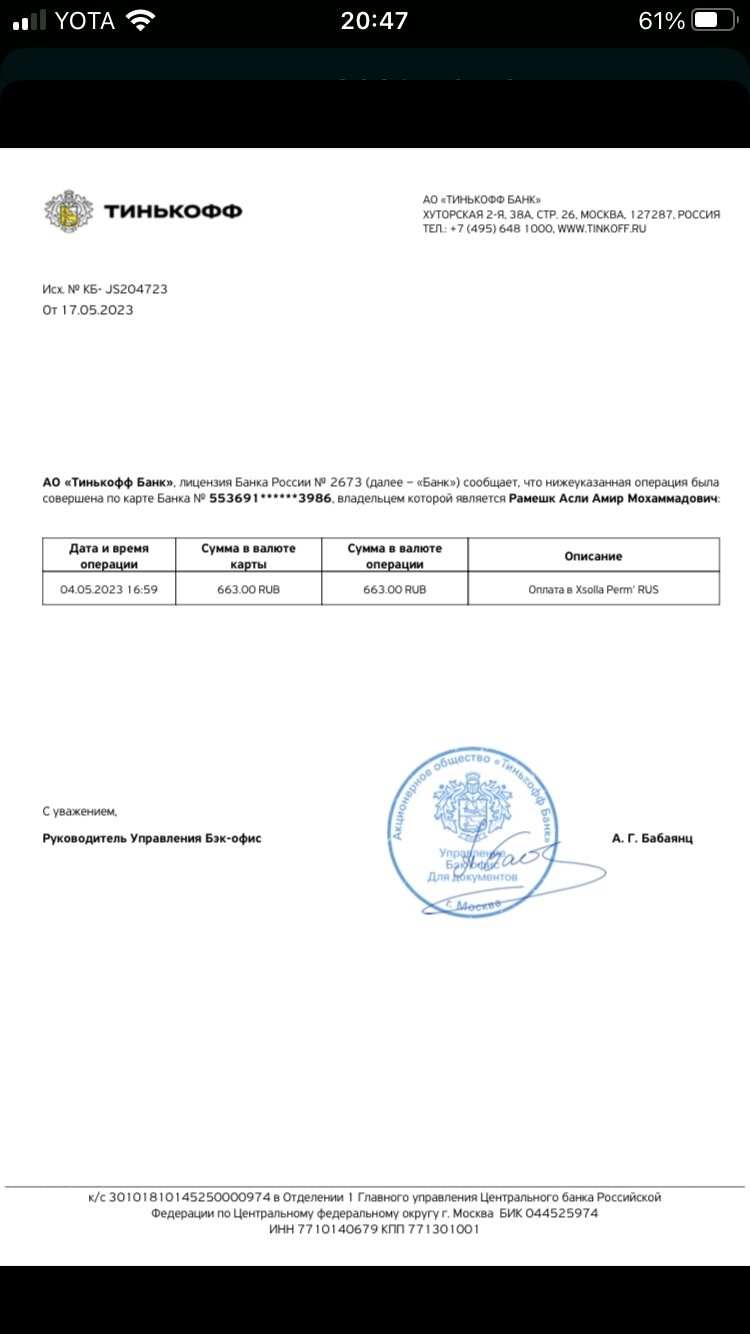 YOTA 20:47 61%
ТИНЬКОФФ
АО «ТИНЬКОФФ БАНК»
ХУТОРСКАЯ 2-Я, 38А, СТР. 26, МОСКВА, 127287, РОССИЯ
ТЕЛ.: +7 (495) 648 1000, WWW.TINKOFF.RU
Исх. № КБ- JS204723
От 17.05.2023
АО «Тинькофф Банк», лицензия Банка России № 2673 (далее – «Банк») сообщает, что нижеуказанная операция была
совершена по карте Банка № 553691******3986, владельцем которой является Рамешк Асли Амир Мохаммадович:
Дата и время операции
Сумма в валюте карты
Сумма в валюте операции
Описание
04.05.2023 16:59
663.00 RUB
663.00 RUB
Оплата в Xsolla Perm' RUS
С уважением,
Руководитель Управления Бэк-офис
Акционерное общество «Тинькофф Банк»
Управление
Бэк-офис
Для документов
г. Москва
А. Г. Бабаянц
к/с 30101810145250000974 в Отделении 1 Главного управления Центрального банка Российской
Федерации по Центральному федеральному округу г. Москва БИК 044525974
ИНН 7710140679 КПП 771301001